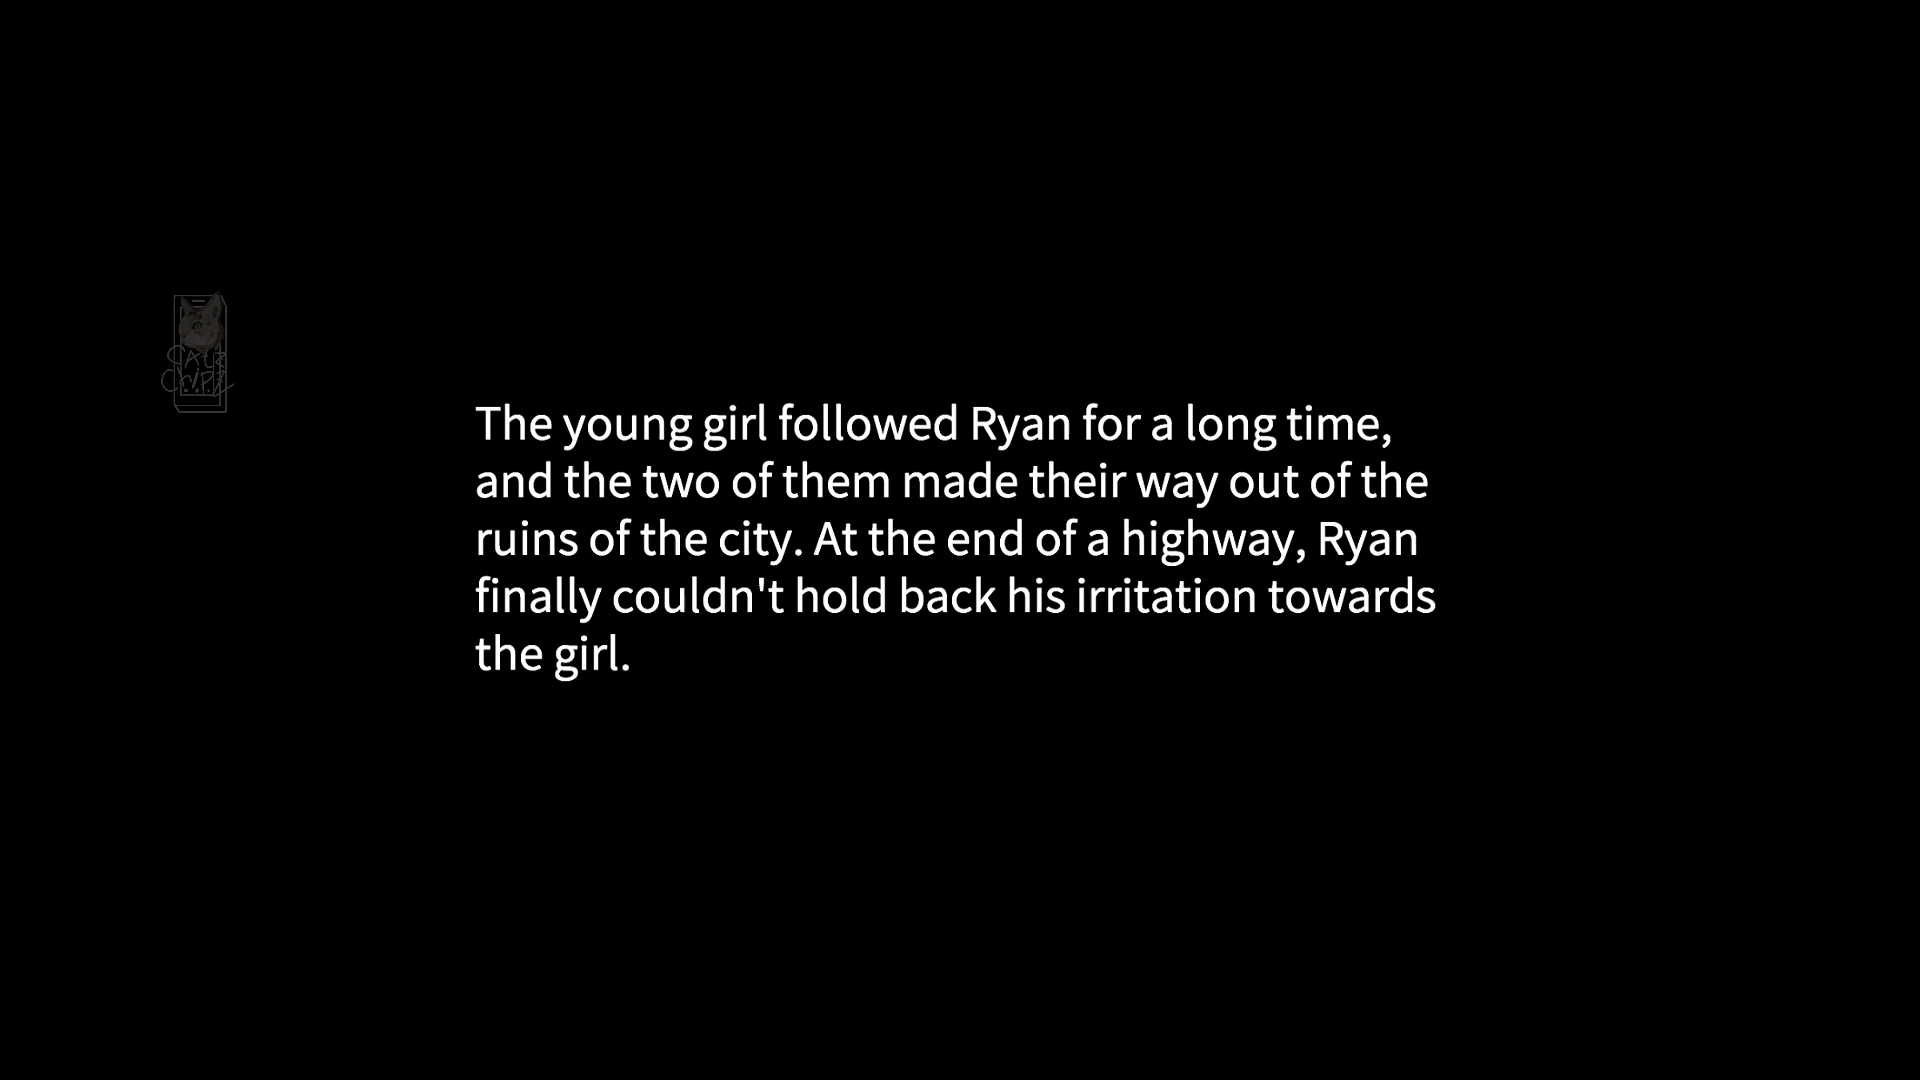 CAtS
ChiPs
The young girl followed Ryan for a long time,
and the two of them made their way out of the
ruins of the city. At the end of a highway, Ryan
finally couldn't hold back his irritation towards
the girl.